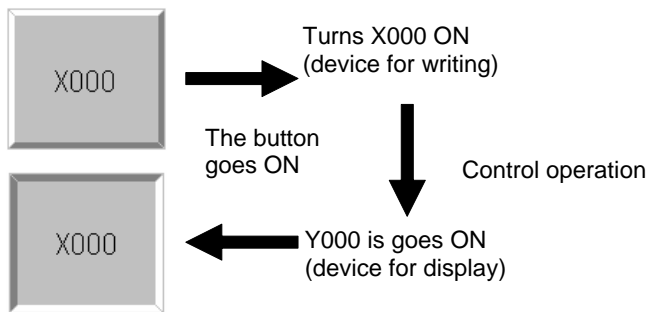 X000
Turns X000 ON
(device for writing)
The button
goes ON
Control operation
X000
Y000 is goes ON
(device for display)